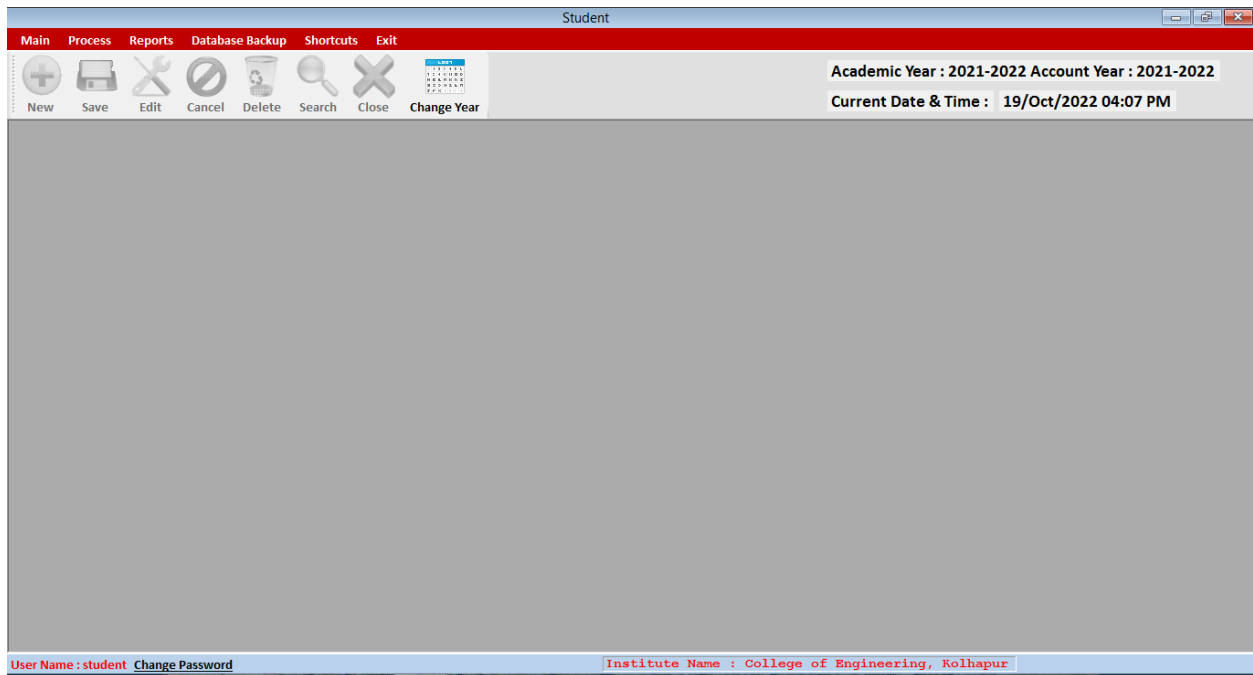 Student
Main Process Reports Database Backup Shortcuts Exit
New Save Edit Cancel Delete Search Close Change Year
Academic Year : 2021-2022 Account Year : 2021-2022
Current Date & Time : 19/Oct/2022 04:07 PM
User Name : student Change Password
Institute Name : College of Engineering, Kolhapur